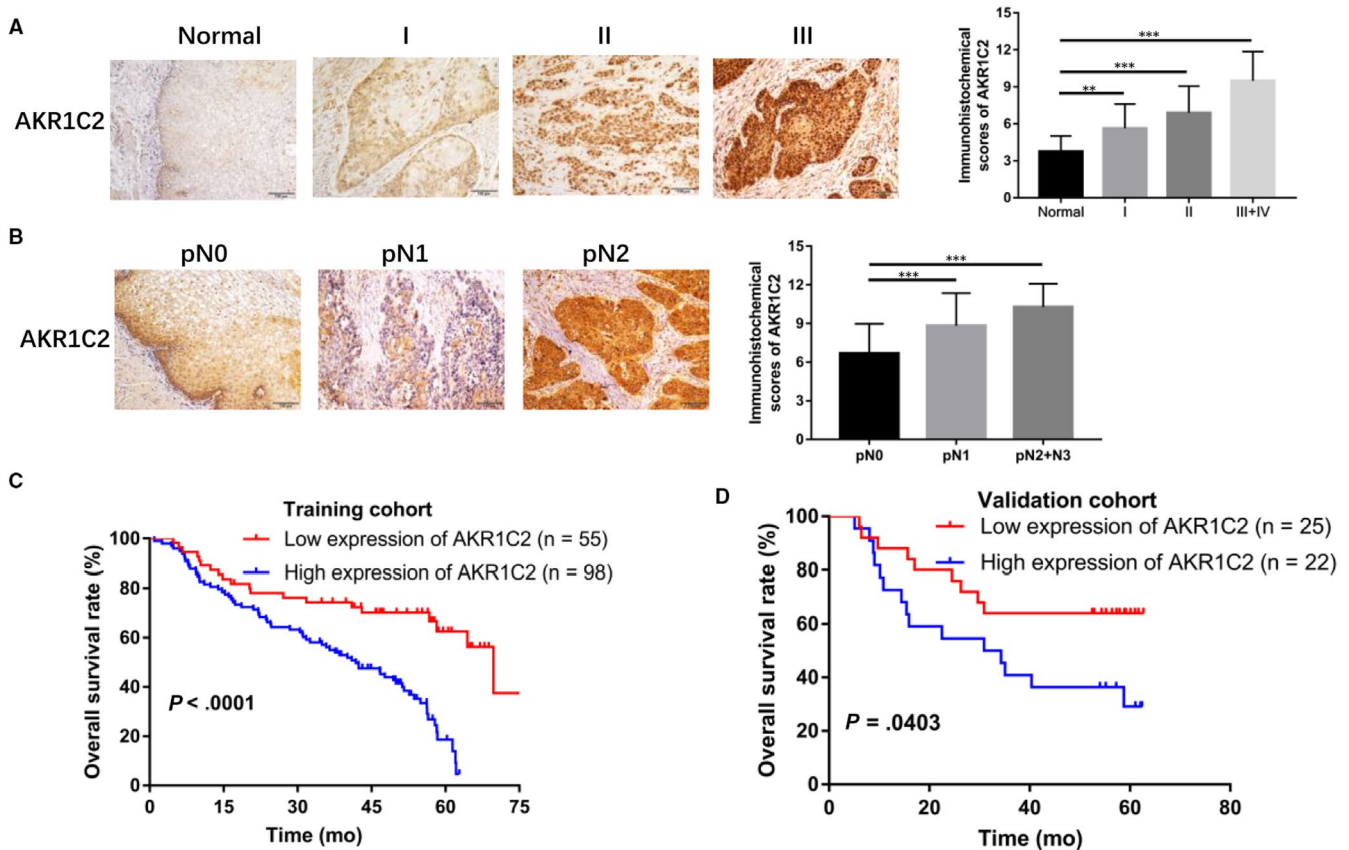 A
Normal
I
II
III
AKR1C2
Immunohistochemical
scores of AKR1C2
15
12
9
6
3
0
***
***
**
Normal
I
II
III+IV
B
pN0
pN1
pN2
AKR1C2
Immunohistochemical
scores of AKR1C2
15
12
9
6
3
0
***
***
pN0
pN1
pN2+N3
C
Training cohort
Low expression of AKR1C2 (n = 55)
High expression of AKR1C2 (n = 98)
Overall survival rate (%)
100
80
60
40
20
0
P < .0001
0
15
30
45
60
75
Time (mo)
D
Validation cohort
Low expression of AKR1C2 (n = 25)
High expression of AKR1C2 (n = 22)
Overall survival rate (%)
100
80
60
40
20
0
P = .0403
0
20
40
60
80
Time (mo)